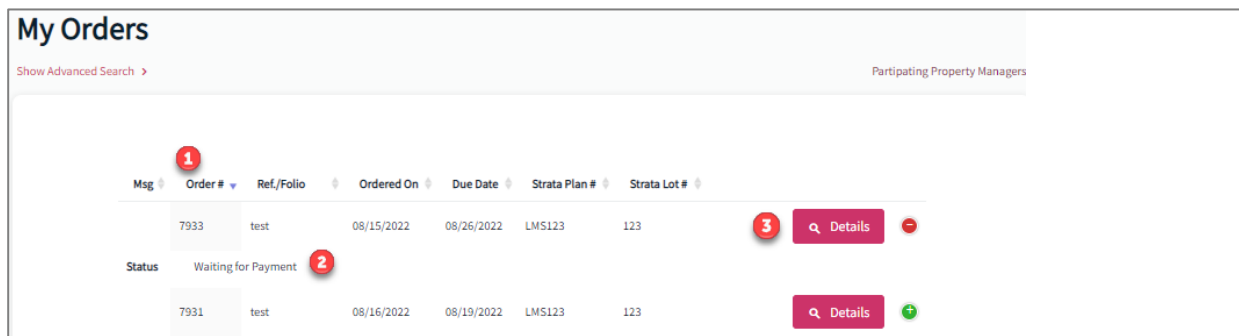 My Orders
Show Advanced Search >
Partipating Property Managers
1
Msg Order # Ref./Folio Ordered On Due Date Strata Plan # Strata Lot #
7933 test 08/15/2022 08/26/2022 LMS123 123 3 Details
Status Waiting for Payment 2
7931 test 08/16/2022 08/19/2022 LMS123 123 Details